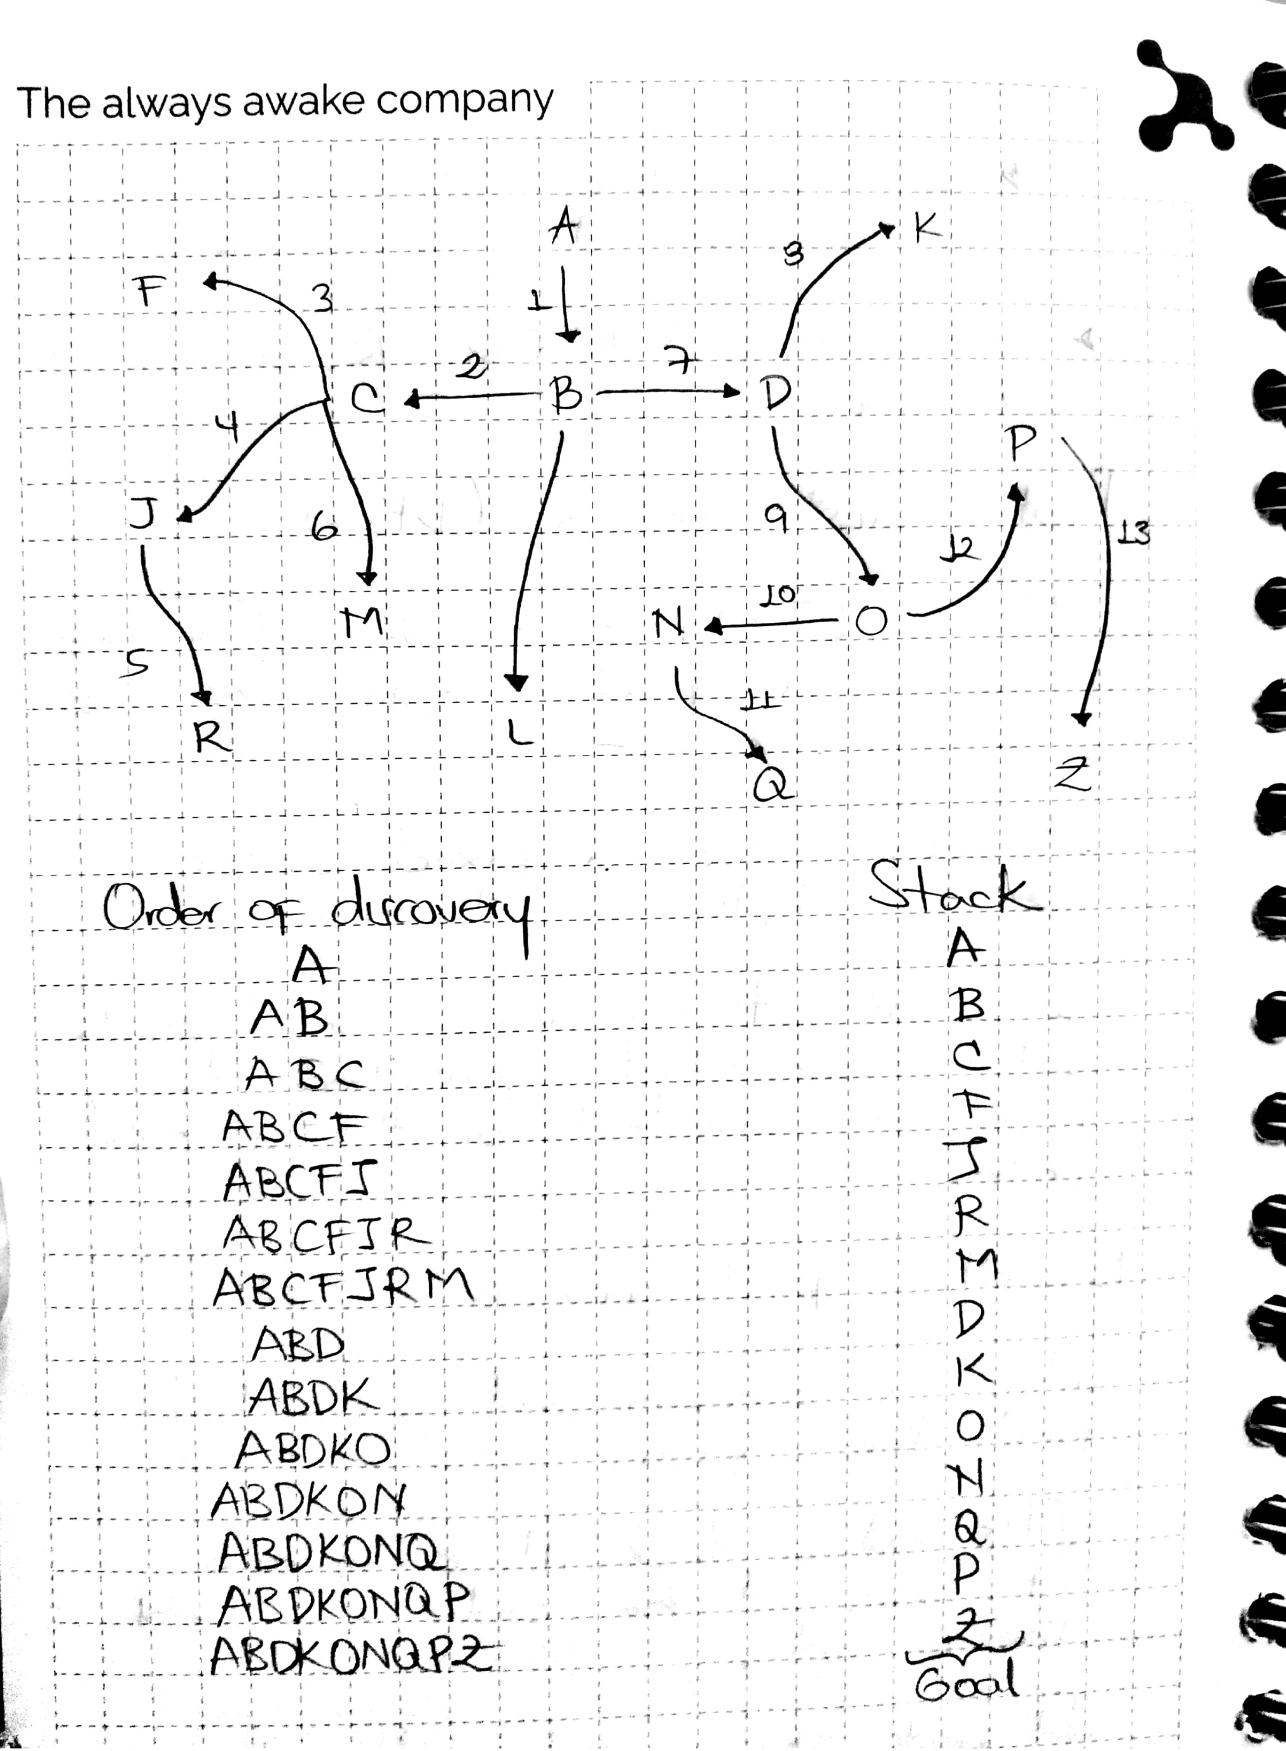 The always awake company
A
K
8
F
3
1
2
7
C
B
D
4
P
J
6
9
13
12
10
M
N
O
5
11
R
L
Q
Z
Order of discovery
Stack
A
A
AB
B
ABC
C
ABCF
F
ABCFJ
J
ABCFJR
R
ABCFJRM
M
ABD
D
ABDK
K
ABDKO
O
ABDKON
N
ABDKONQ
Q
ABDKONQP
P
ABDKONQPZ
Z
Goal